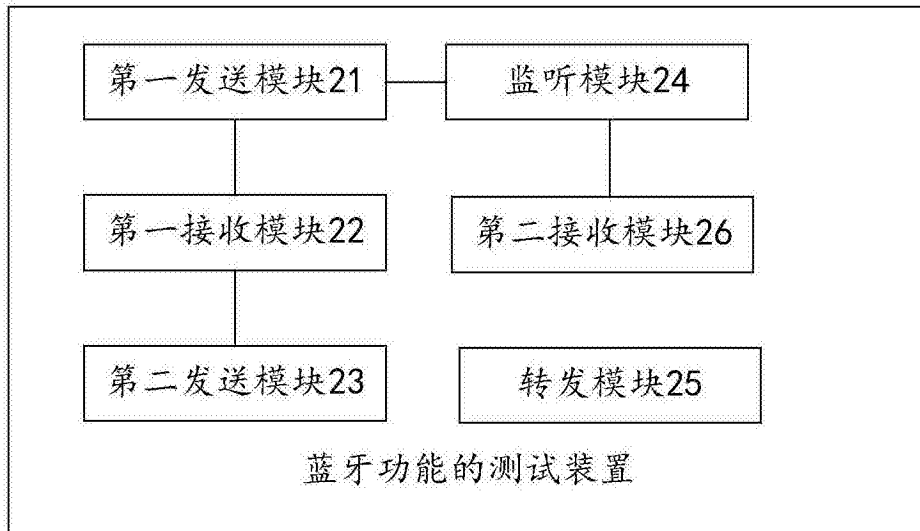 第一发送模块21
监听模块24
第一接收模块22
第二接收模块26
第二发送模块23
转发模块25
蓝牙功能的测试装置